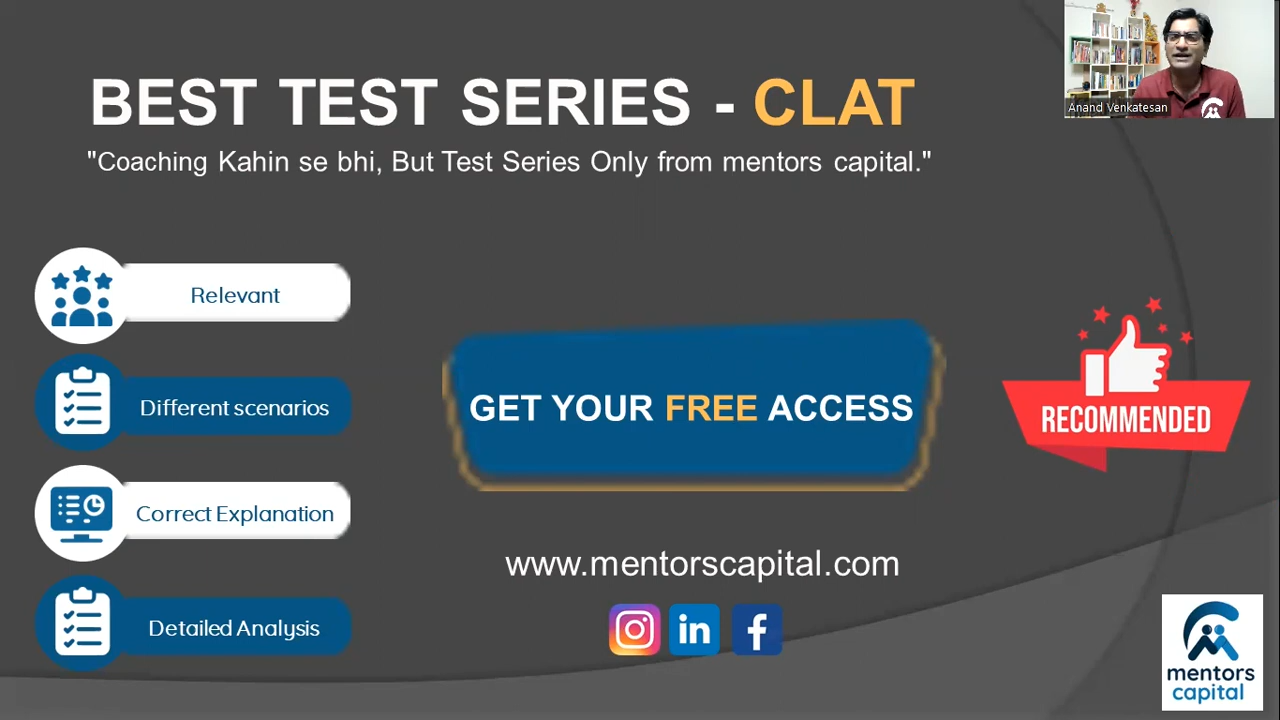 BEST TEST SERIES - CLAT
"Coaching Kahin se bhi, But Test Series Only from mentors capital."
Anand Venkatesan
Relevant
Different scenarios
Correct Explanation
Detailed Analysis
GET YOUR FREE ACCESS
RECOMMENDED
www.mentorscapital.com
in
f
mentors
capital